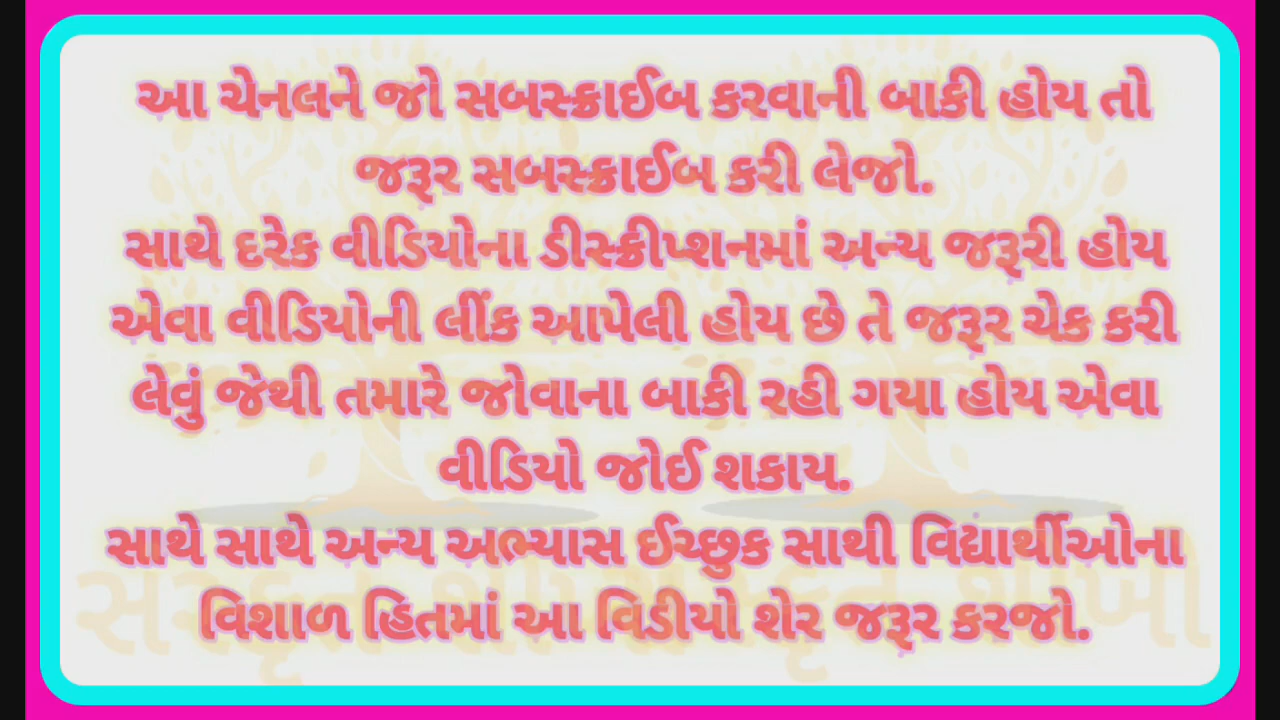 આ ચેનલને જો સબસ્ક્રાઈબ કરવાની બાકી હોય તો
જરૂર સબસ્ક્રાઈબ કરી લેજો.
સાથે દરેક વીડિયોના ડીસ્ક્રીપ્શનમાં અન્ય જરૂરી હોય
એવા વીડિયોની લીંક આપેલી હોય છે તે જરૂર ચેક કરી
લેવું જેથી તમારે જોવાના બાકી રહી ગયા હોય એવા
વીડિયો જોઈ શકાય.
સાથે સાથે અન્ય અભ્યાસ ઈચ્છુક સાથી વિદ્યાર્થીઓના
વિશાળ હિતમાં આ વિડીયો શેર જરૂર કરજો.